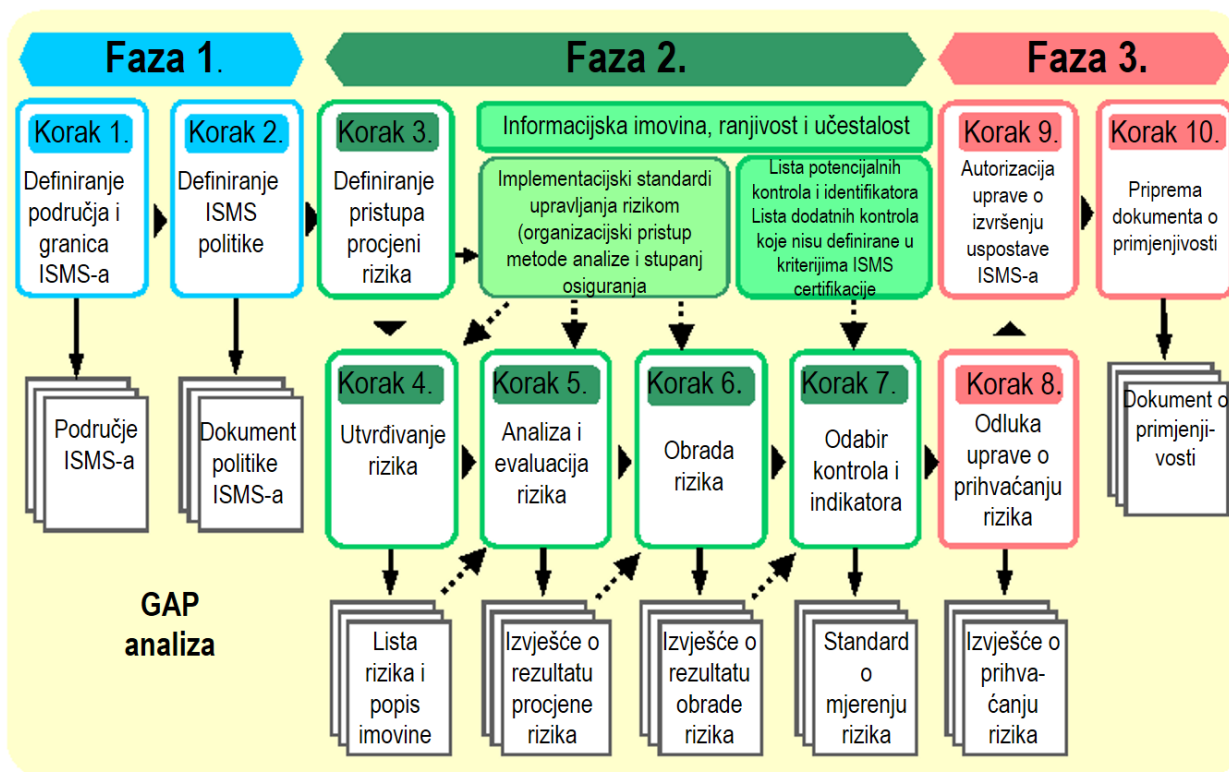 Faza 1.
Faza 2.
Faza 3.
Korak 1.
Definiranje
područja i
granica
ISMS-a
Korak 2.
Definiranje
ISMS
politike
Korak 3.
Definiranje
pristupa
procjeni
rizika
Informacijska imovina, ranjivost i učestalost
Implementacijski standardi
upravljanja rizikom
(organizacijski pristup
metode analize i stupanj
osiguranja
Lista potencijalnih
kontrola i identifikatora
Lista dodatnih kontrola
koje nisu definirane u
kriterijima ISMS
certifikacije
Korak 9.
Autorizacija
uprave o
izvršenju
uspostave
ISMS-a
Korak 10.
Priprema
dokumenta o
primjenjivosti
Korak 4.
Utvrđivanje
rizika
Korak 5.
Analiza i
evaluacija
rizika
Korak 6.
Obrada
rizika
Korak 7.
Odabir
kontrola i
indikatora
Korak 8.
Odluka
uprave o
prihvaćanju
rizika
Područje
ISMS-a
Dokument
politike
ISMS-a
Dokument o
primjenji-
vosti
GAP
analiza
Lista
rizika i
popis
imovine
Izvješće o
rezultatu
procjene
rizika
Izvješće o
rezultatu
obrade
rizika
Standard
o
mjerenju
rizika
Izvješće o
prihva-
ćanju
rizika